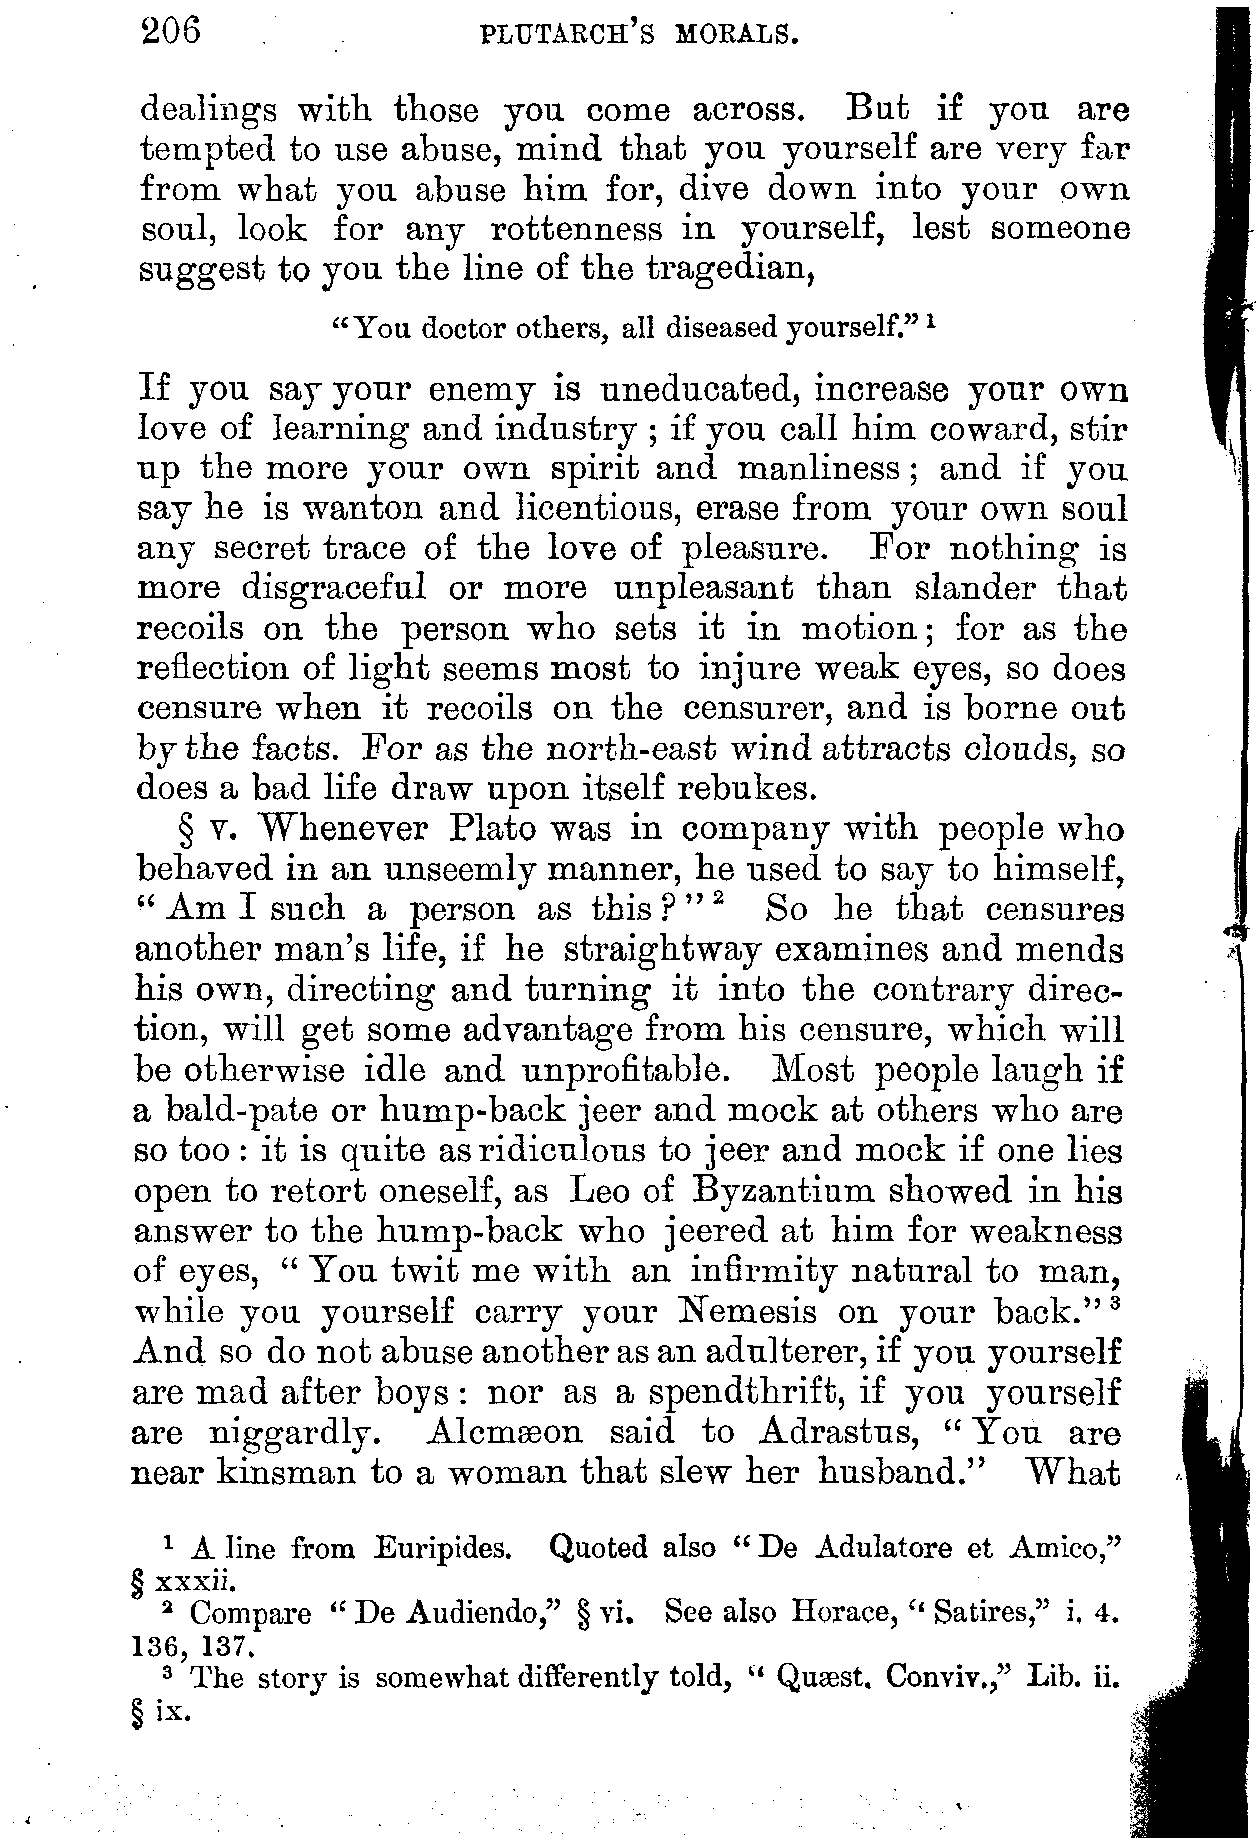 206 PLUTARCH'S MORALS.
dealings with those you come across. But if you are
tempted to use abuse, mind that you yourself are very far
from what you abuse him for, dive down into your own
soul, look for any rottenness in yourself, lest someone
suggest to you the line of the tragedian,
“You doctor others, all diseased yourself.” ¹
If you say your enemy is uneducated, increase your own
love of learning and industry ; if you call him coward, stir
up the more your own spirit and manliness ; and if you
say he is wanton and licentious, erase from your own soul
any secret trace of the love of pleasure. For nothing is
more disgraceful or more unpleasant than slander that
recoils on the person who sets it in motion ; for as the
reflection of light seems most to injure weak eyes, so does
censure when it recoils on the censurer, and is borne out
by the facts. For as the north-east wind attracts clouds, so
does a bad life draw upon itself rebukes.
§ v. Whenever Plato was in company with people who
behaved in an unseemly manner, he used to say to himself,
“ Am I such a person as this ? ” ² So he that censures
another man's life, if he straightway examines and mends
his own, directing and turning it into the contrary direc-
tion, will get some advantage from his censure, which will
be otherwise idle and unprofitable. Most people laugh if
a bald-pate or hump-back jeer and mock at others who are
so too : it is quite as ridiculous to jeer and mock if one lies
open to retort oneself, as Leo of Byzantium showed in his
answer to the hump-back who jeered at him for weakness
of eyes, “ You twit me with an infirmity natural to man,
while you yourself carry your Nemesis on your back.” ³
And so do not abuse another as an adulterer, if you yourself
are mad after boys : nor as a spendthrift, if you yourself
are niggardly. Alcmæon said to Adrastus, “ You are
near kinsman to a woman that slew her husband.” What
¹ A line from Euripides. Quoted also “ De Adulatore et Amico,”
§ xxxii.
² Compare “ De Audiendo,” § vi. See also Horace, “ Satires,” i. 4.
136, 137.
³ The story is somewhat differently told, “ Quæst. Conviv.,” Lib. ii.
§ ix.